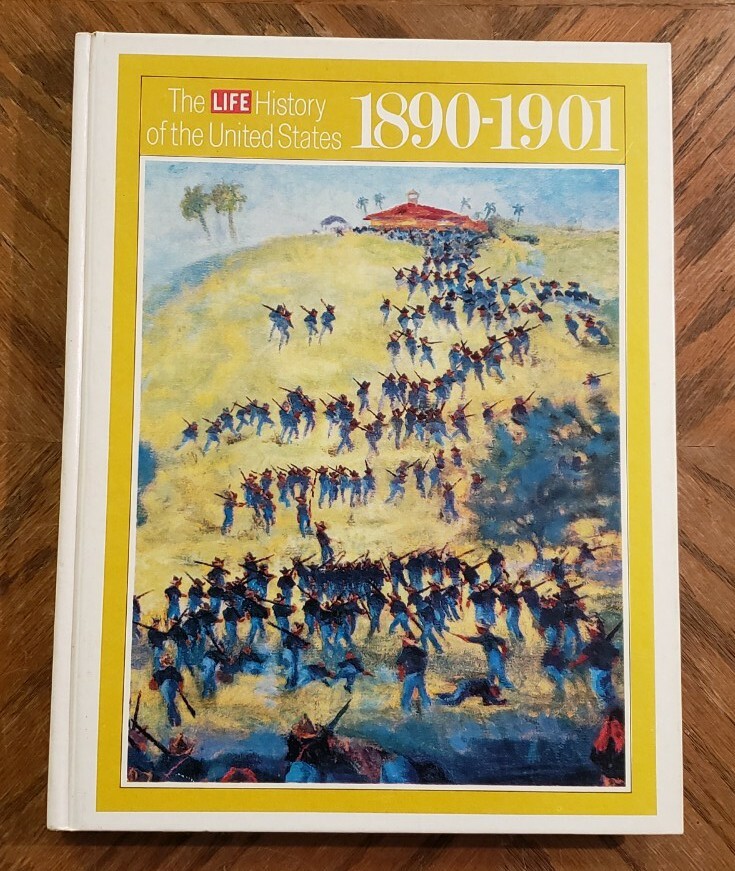 The LIFE History
of the United States
1890-1901